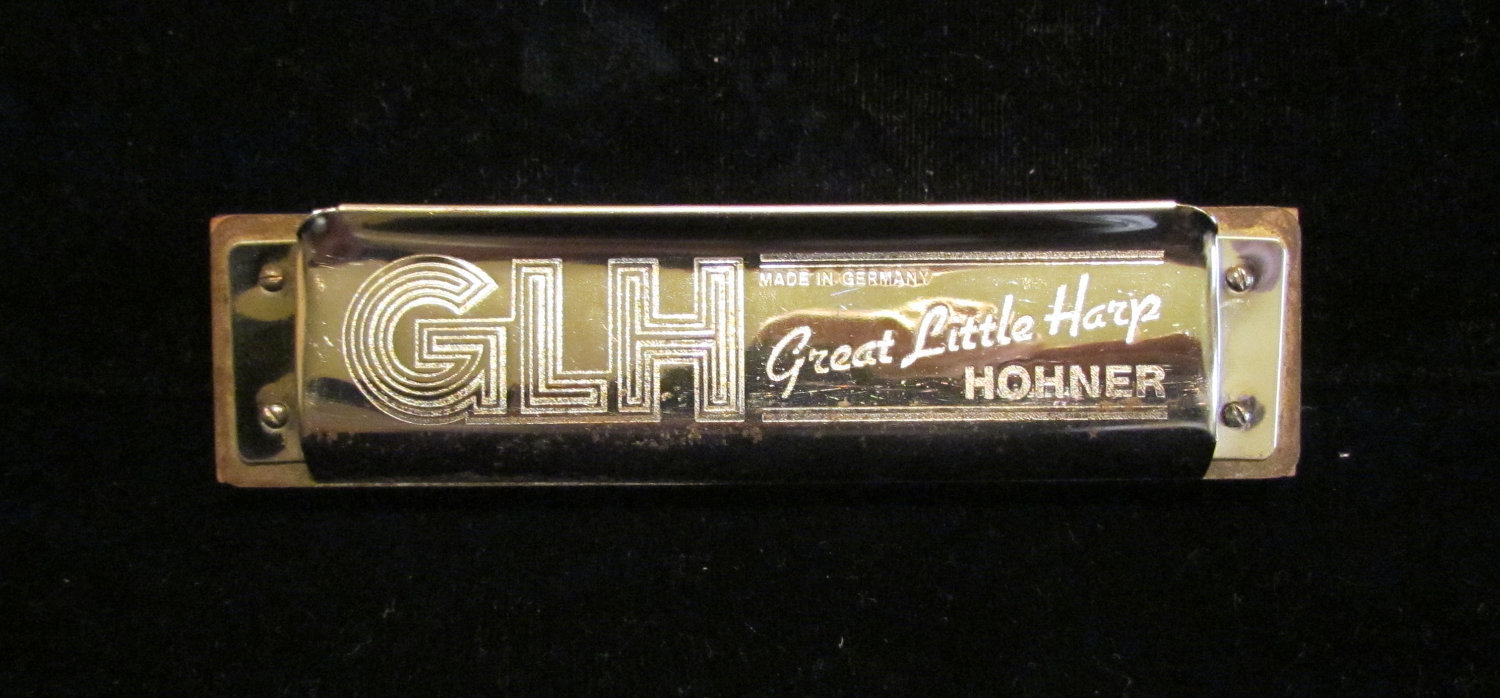 GLH
MADE IN GERMANY
Great Little Harp
HOHNER